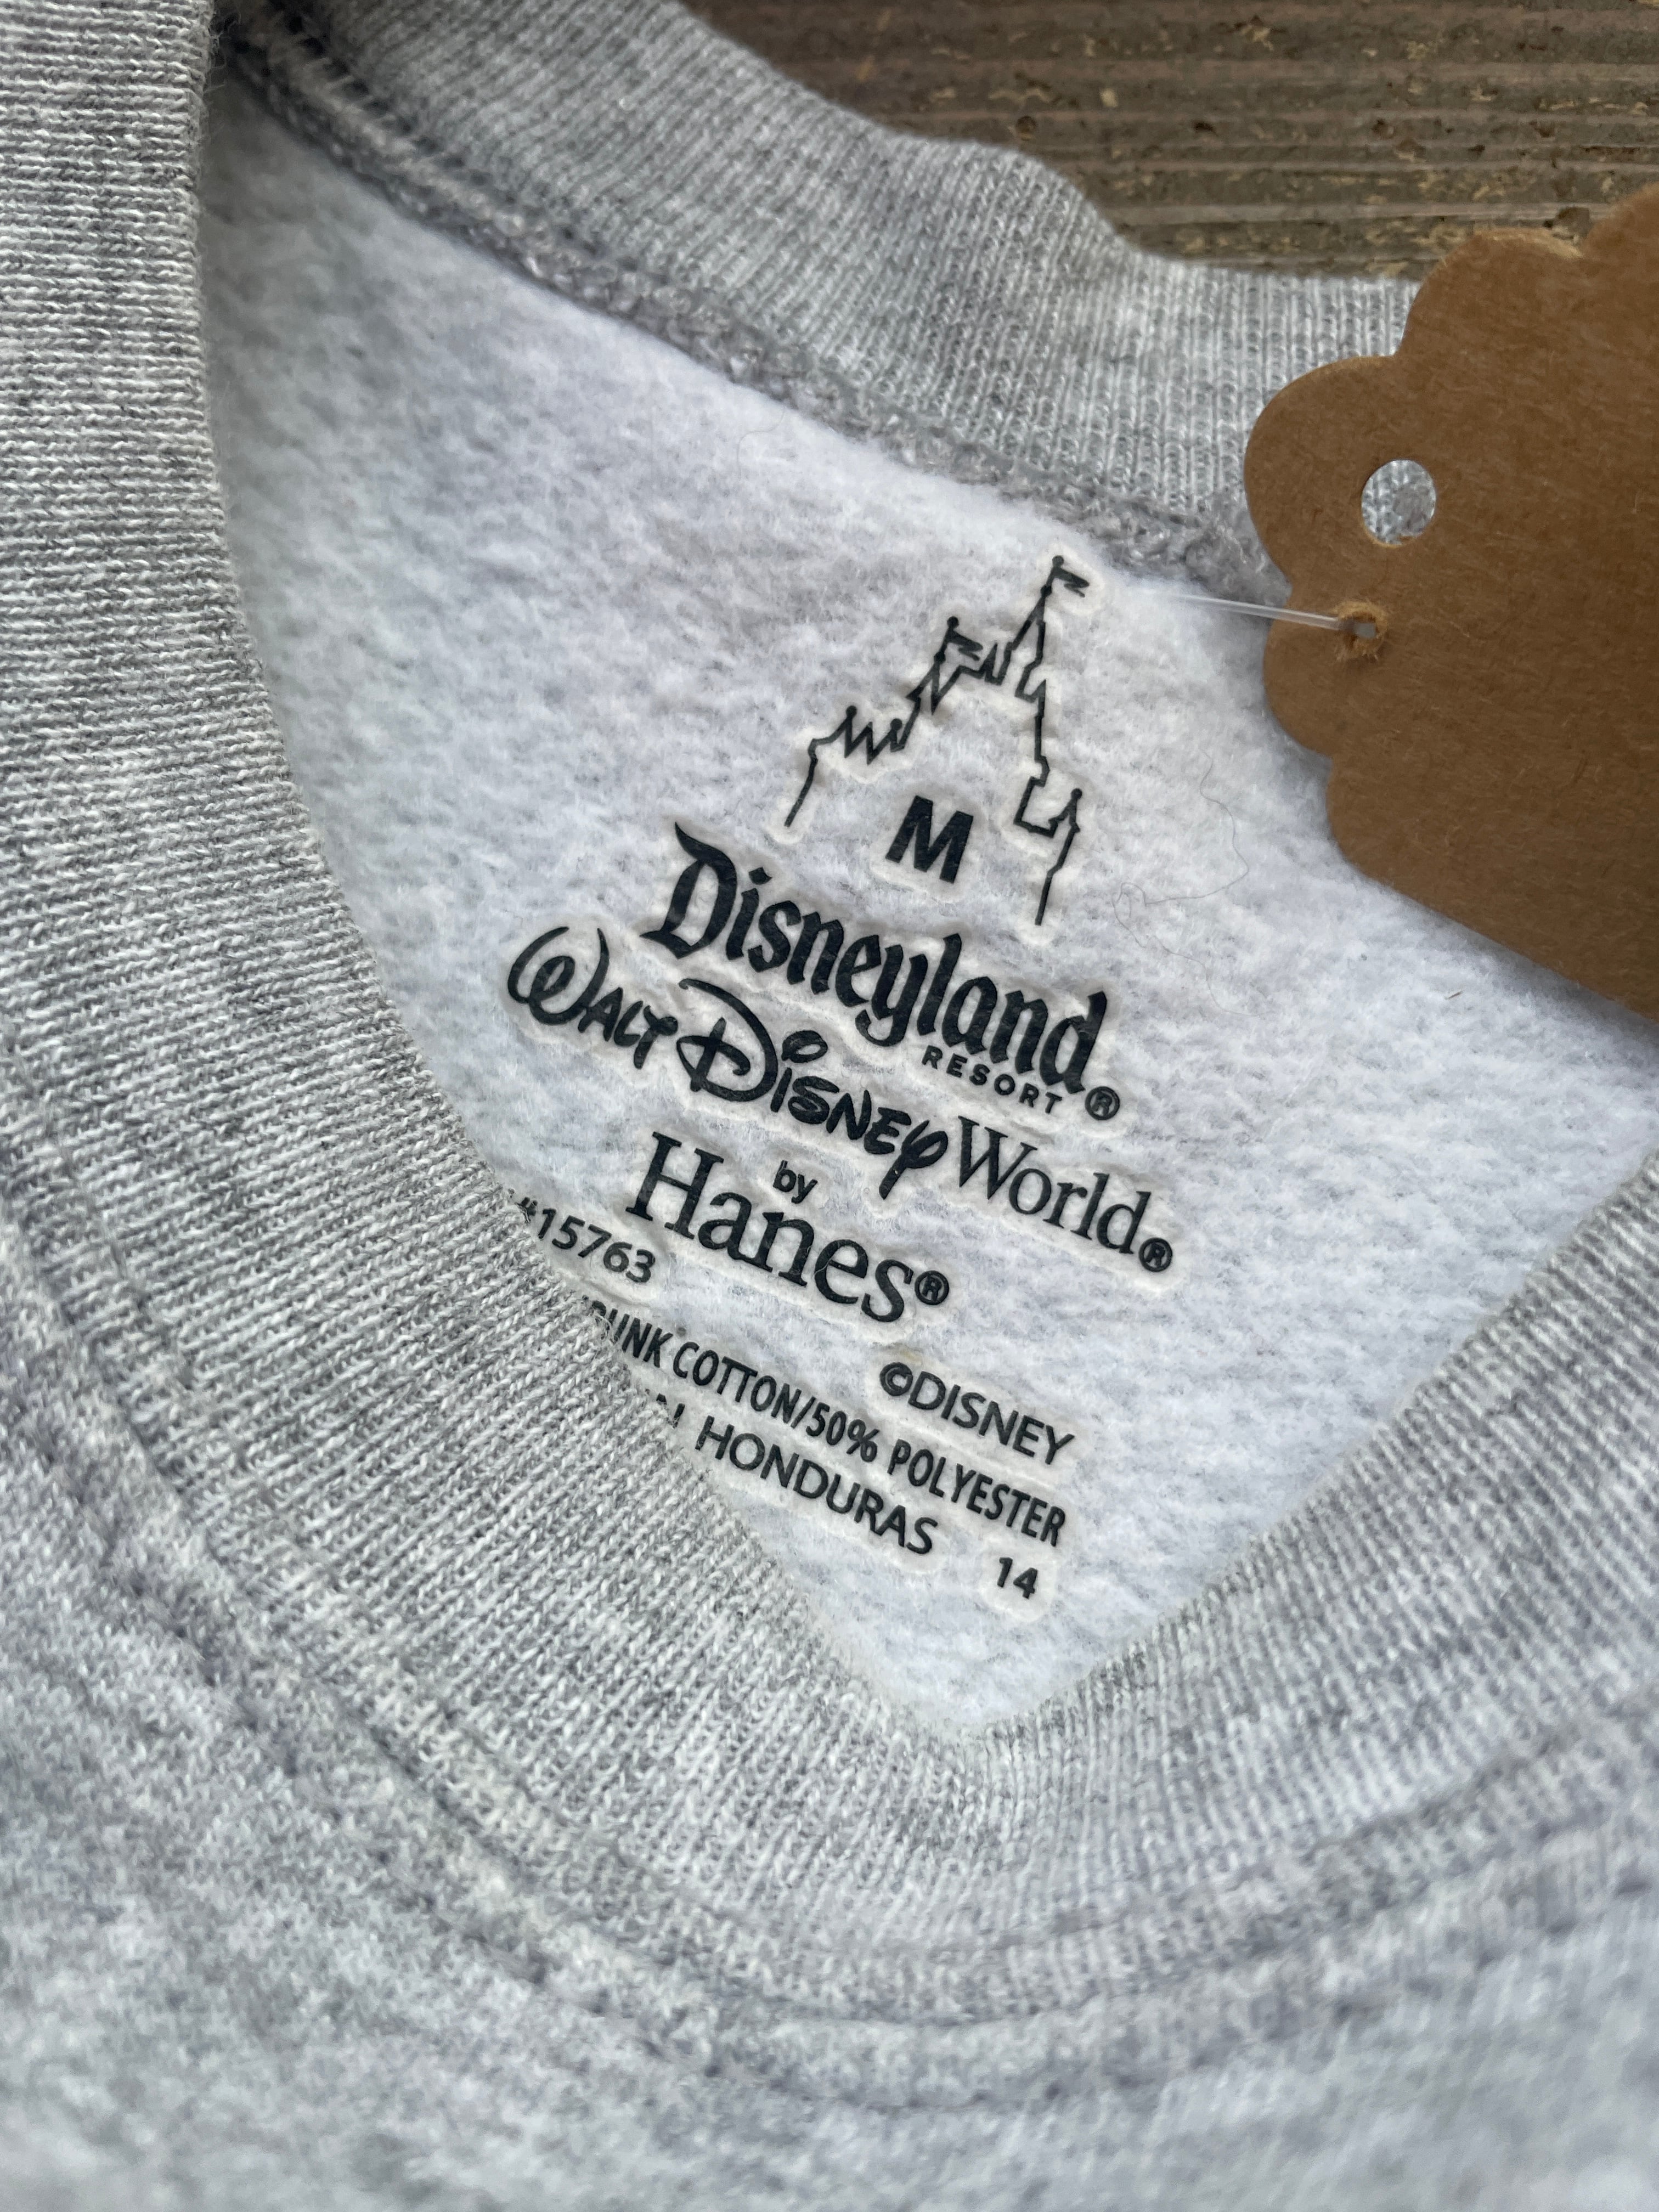 M
Disneyland
RESORT®
WALT DISNEY World®
by
Hanes®
#15763
©DISNEY
COTTON/50% POLYESTER
HONDURAS 14